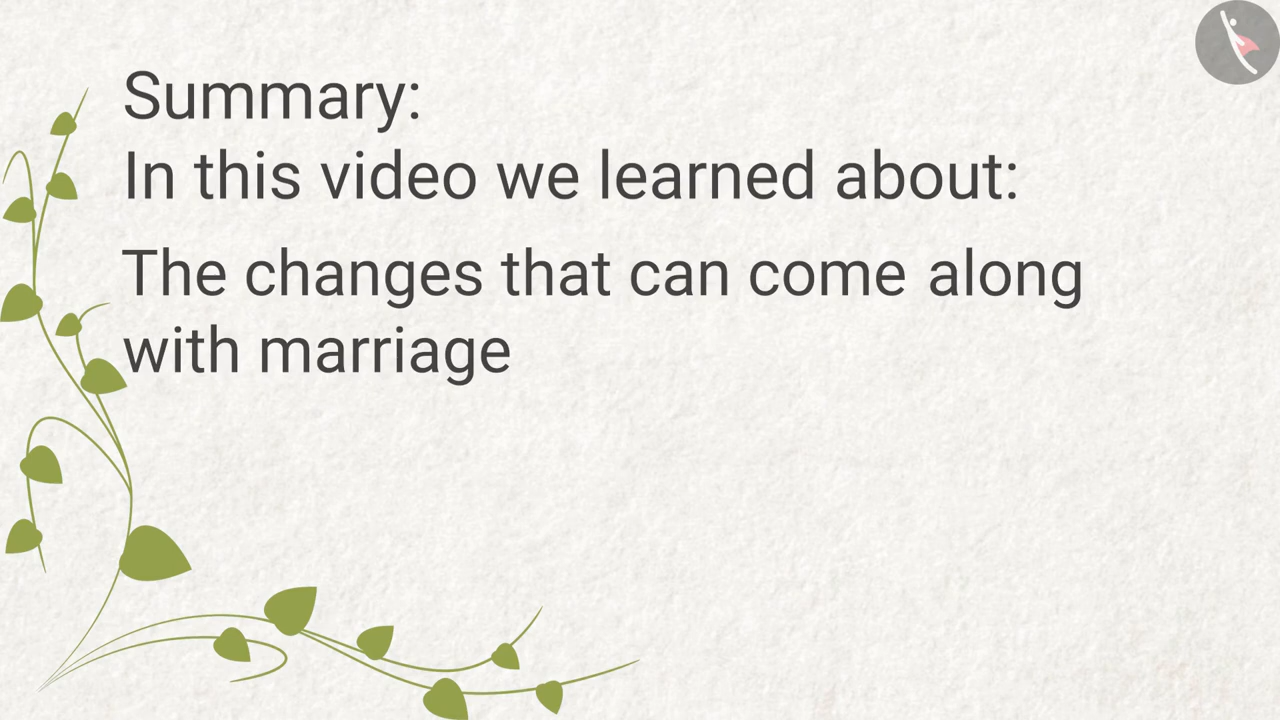 Summary:
In this video we learned about:
The changes that can come along
with marriage